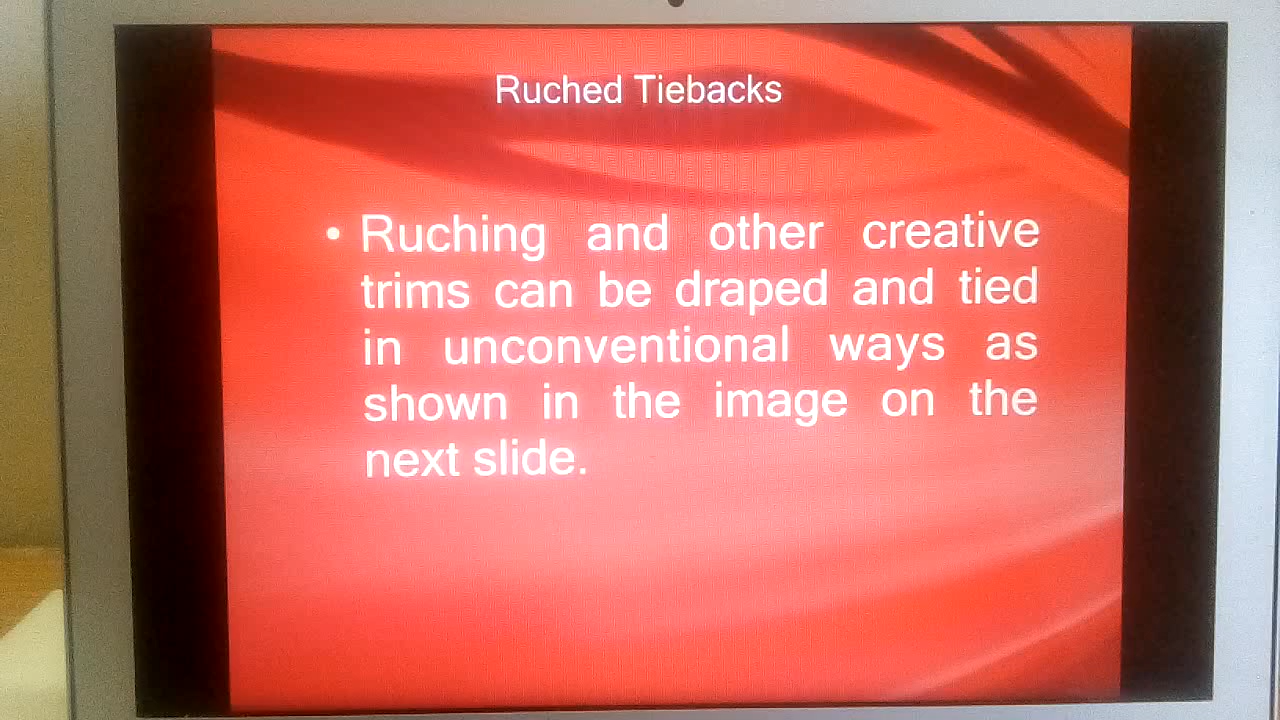 Ruched Tiebacks
• Ruching and other creative
trims can be draped and tied
in unconventional ways as
shown in the image on the
next slide.